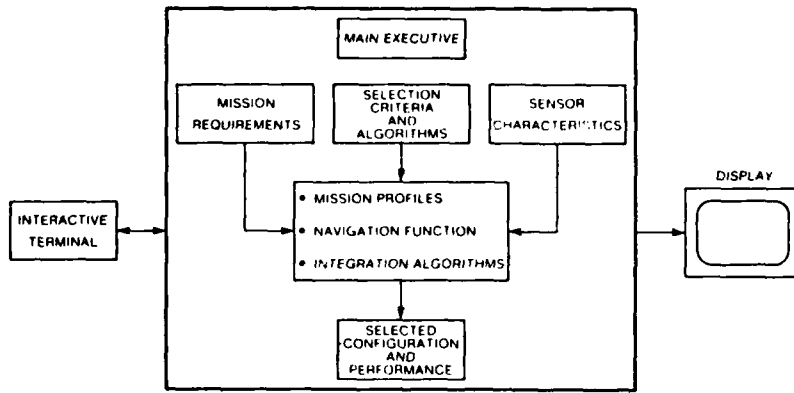 MAIN EXECUTIVE
MISSION
REQUIREMENTS
SELECTION
CRITERIA
AND
ALGORITHMS
SENSOR
CHARACTERISTICS
DISPLAY
INTERACTIVE
TERMINAL
• MISSION PROFILES
• NAVIGATION FUNCTION
• INTEGRATION ALGORITHMS
SELECTED
CONFIGURATION
AND
PERFORMANCE